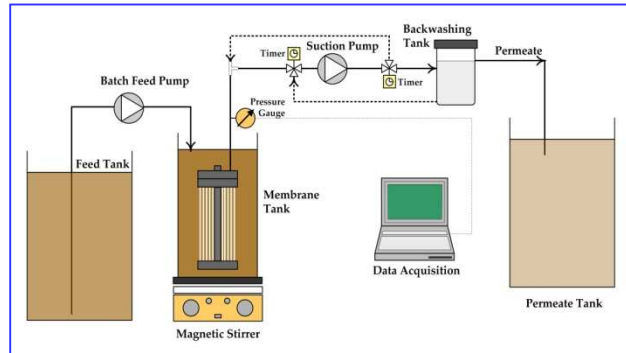 Backwashing
Tank
Timer
Suction Pump
Permeate
Batch Feed Pump
Timer
Pressure
Gauge
Feed Tank
Membrane
Tank
Data Acquisition
Permeate Tank
Magnetic Stirrer